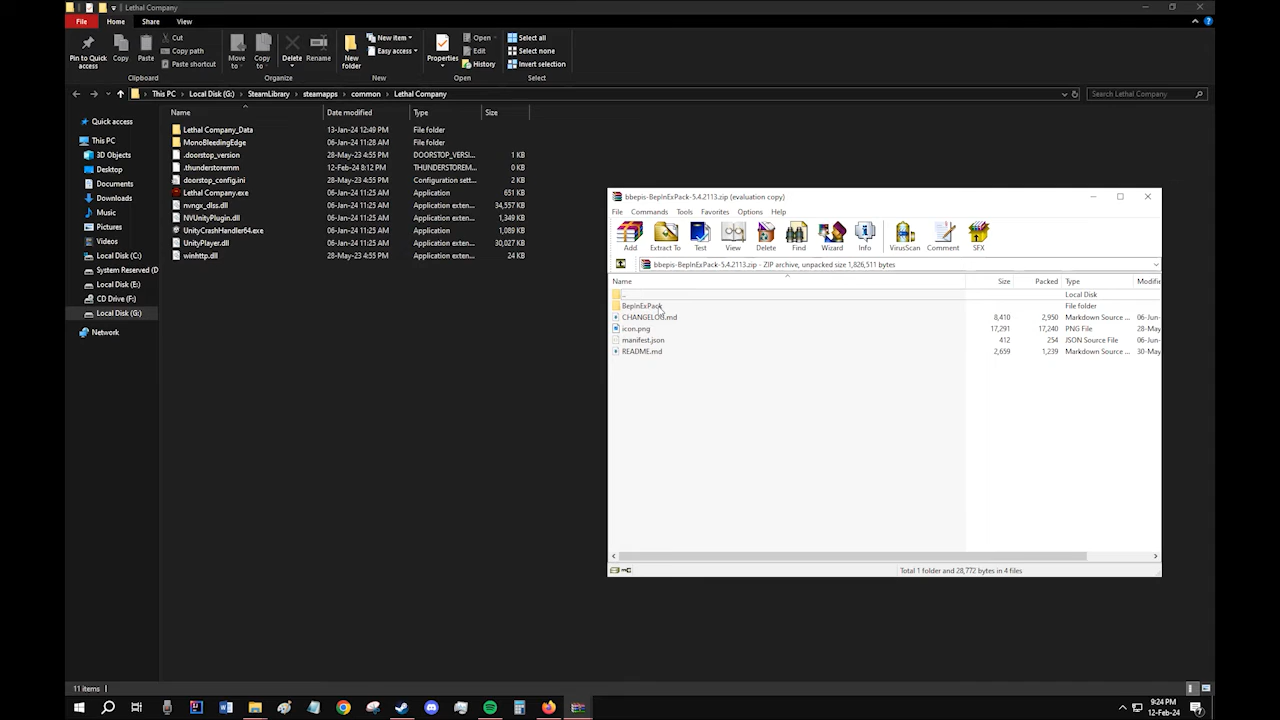 Lethal Company
File Home Share View
Pin to Quick access
Copy
Paste
Cut
Copy path
Paste shortcut
Clipboard
Move to
Copy to
Delete
Rename
Organize
New folder
New item
Easy access
New
Properties
Open
Edit
History
Open
Select all
Select none
Invert selection
Select
This PC > Local Disk (G:) > SteamLibrary > steamapps > common > Lethal Company
Search Lethal Company
Quick access
This PC
3D Objects
Desktop
Documents
Downloads
Music
Pictures
Videos
Local Disk (C:)
System Reserved (D
Local Disk (E:)
CD Drive (F:)
Local Disk (G:)
Network
Name Date modified Type Size
Lethal Company_Data 13-Jan-24 12:49 PM File folder
MonoBleedingEdge 06-Jan-24 11:28 AM File folder
.doorstop_version 28-May-23 4:55 PM DOORSTOP_VERSI... 1 KB
.thunderstoremm 12-Feb-24 8:12 PM THUNDERSTOREM... 0 KB
doorstop_config.ini 28-May-23 4:55 PM Configuration sett... 2 KB
Lethal Company.exe 06-Jan-24 11:25 AM Application 651 KB
nvngx_dlss.dll 06-Jan-24 11:25 AM Application exten... 34,557 KB
NVUnityPlugin.dll 06-Jan-24 11:25 AM Application exten... 1,349 KB
UnityCrashHandler64.exe 06-Jan-24 11:25 AM Application 1,089 KB
UnityPlayer.dll 06-Jan-24 11:25 AM Application exten... 30,027 KB
winhttp.dll 28-May-23 4:55 PM Application exten... 24 KB
bbepis-BepInExPack-5.4.2113.zip (evaluation copy)
File Commands Tools Favorites Options Help
Add Extract To Test View Delete Find Wizard Info VirusScan Comment SFX
bbepis-BepInExPack-5.4.2113.zip - ZIP archive, unpacked size 1,826,511 bytes
Name Size Packed Type Modifie
.. Local Disk
BepInExPack File folder
CHANGELOG.md 8,410 2,950 Markdown Source ... 06-Jun-
icon.png 17,291 17,240 PNG File 28-May
manifest.json 412 254 JSON Source File 06-Jun-
README.md 2,659 1,239 Markdown Source ... 30-May
Total 1 folder and 28,772 bytes in 4 files
11 items
9:24 PM
12-Feb-24